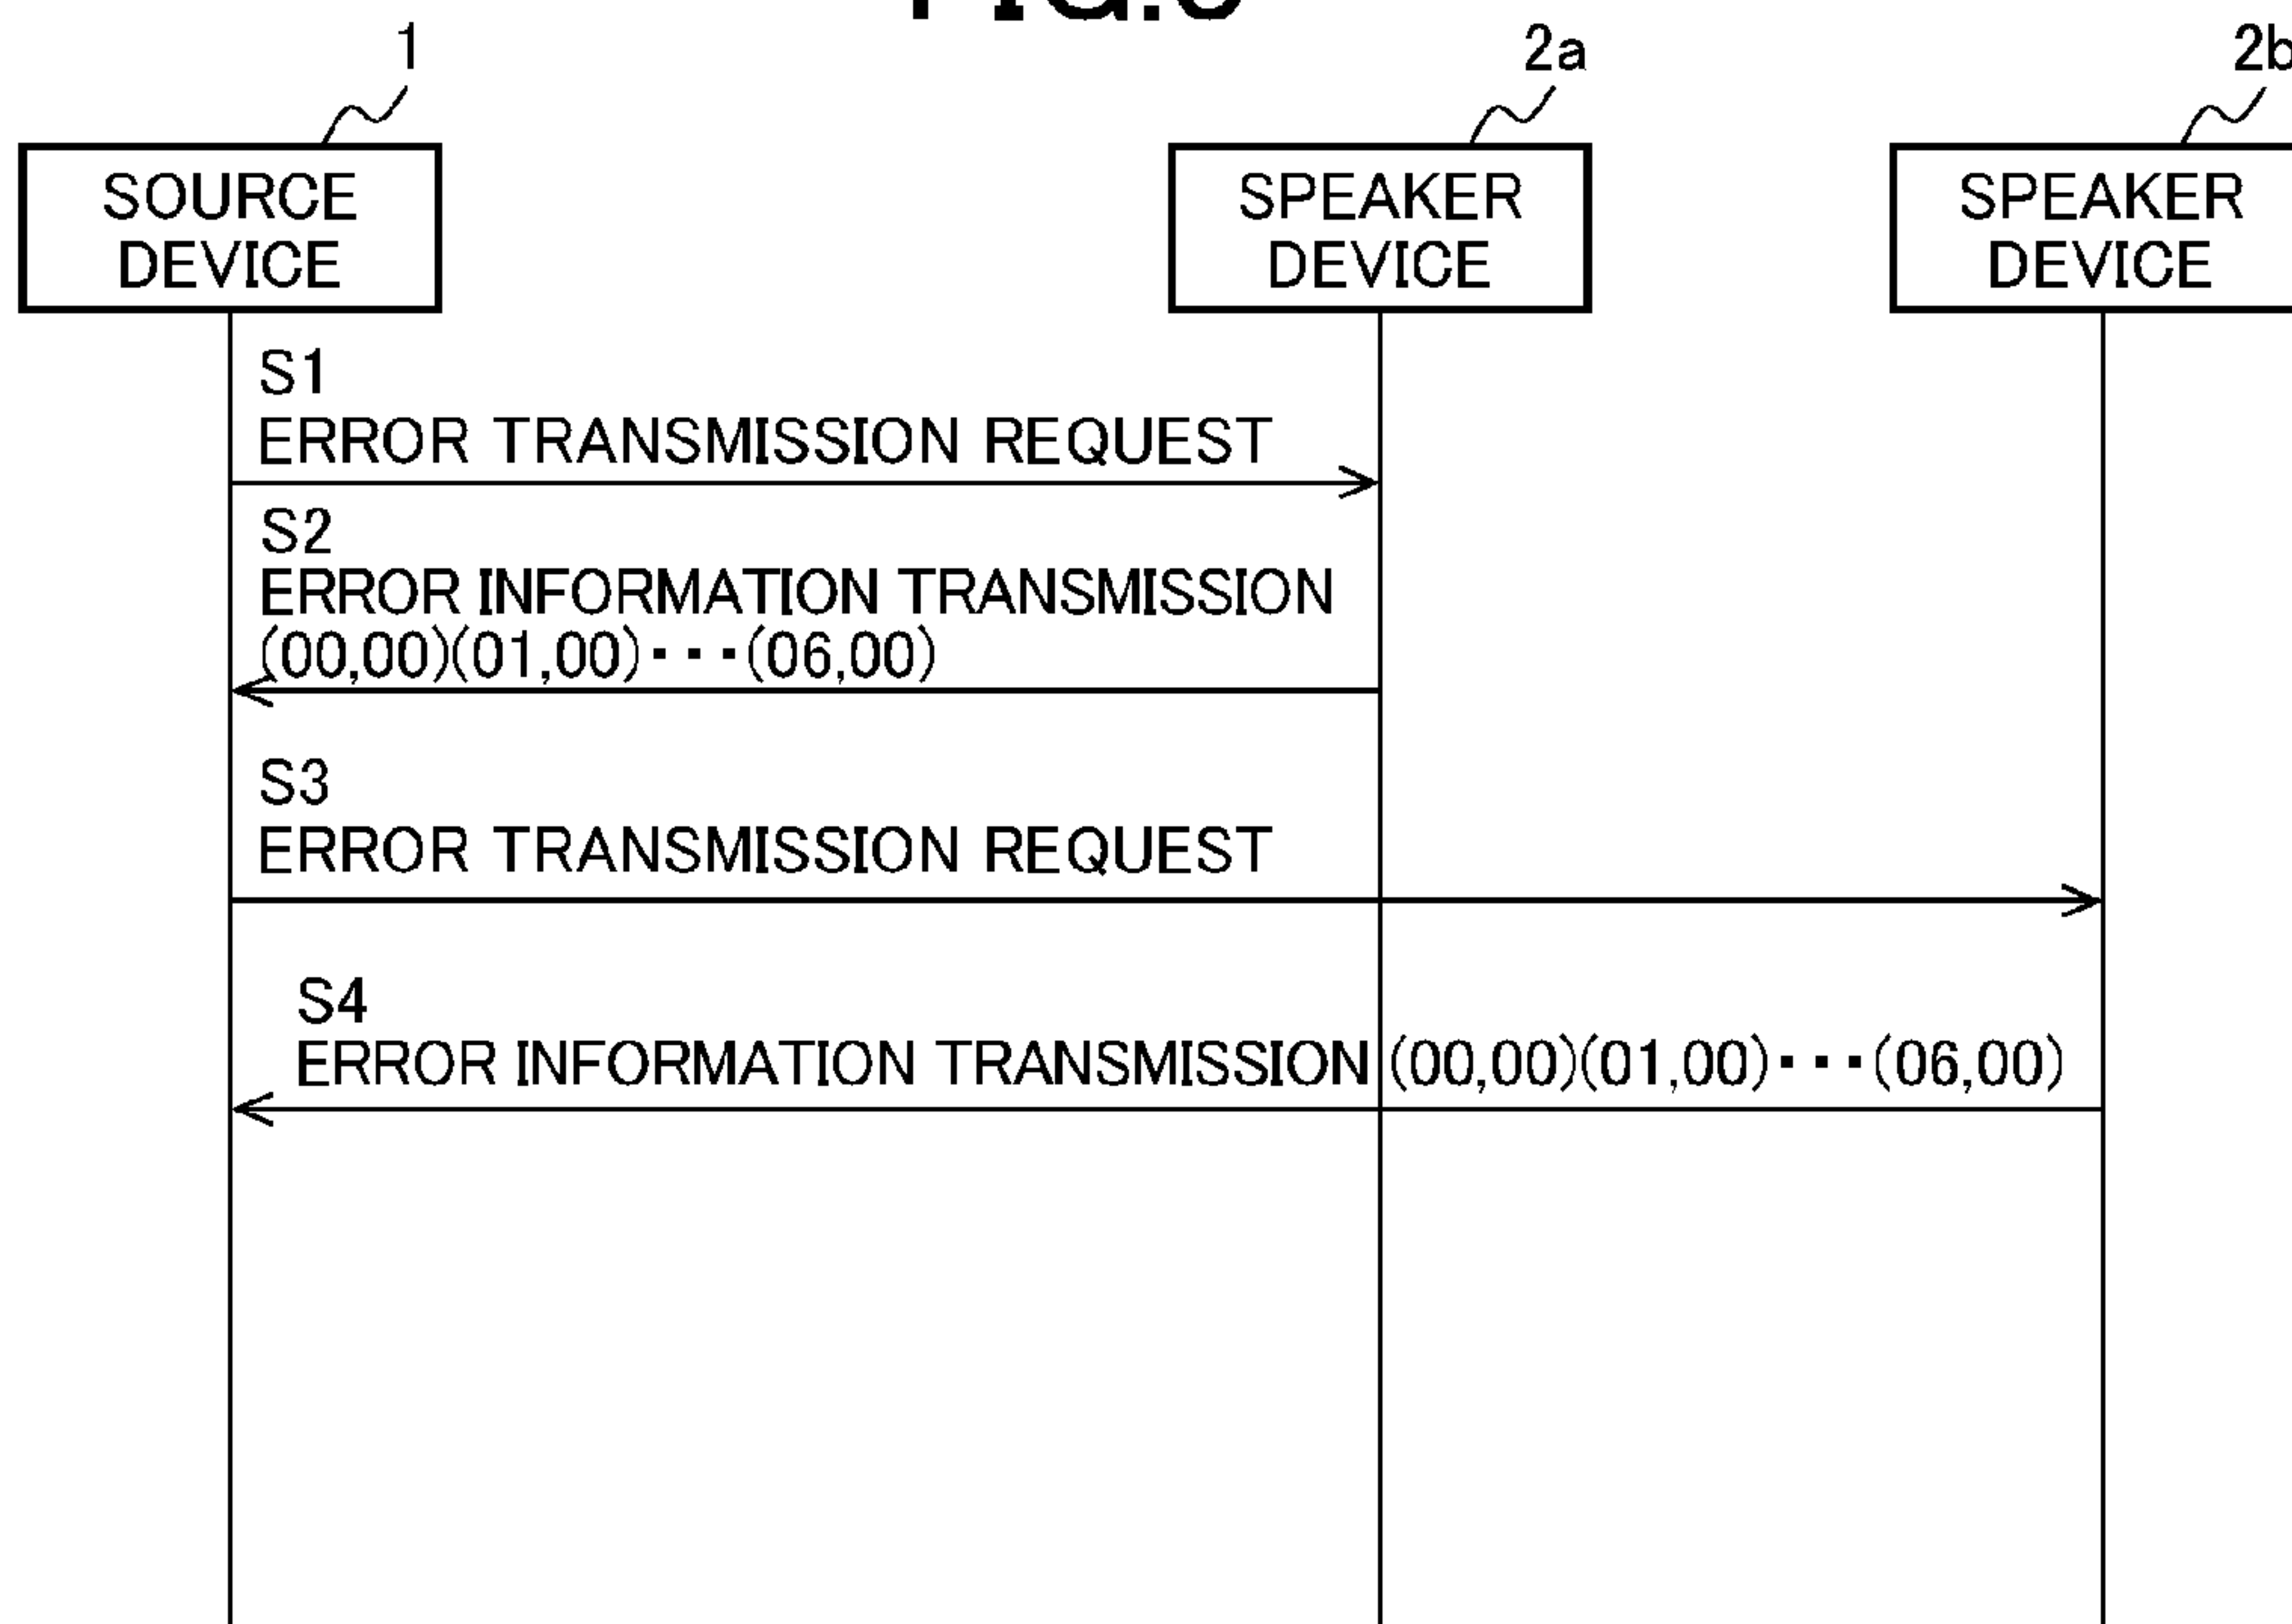 1
2a
2b
SOURCE
DEVICE
SPEAKER
DEVICE
SPEAKER
DEVICE
S1
ERROR TRANSMISSION REQUEST
S2
ERROR INFORMATION TRANSMISSION
(00,00)(01,00)･･･(06,00)
S3
ERROR TRANSMISSION REQUEST
S4
ERROR INFORMATION TRANSMISSION (00,00)(01,00)･･･(06,00)